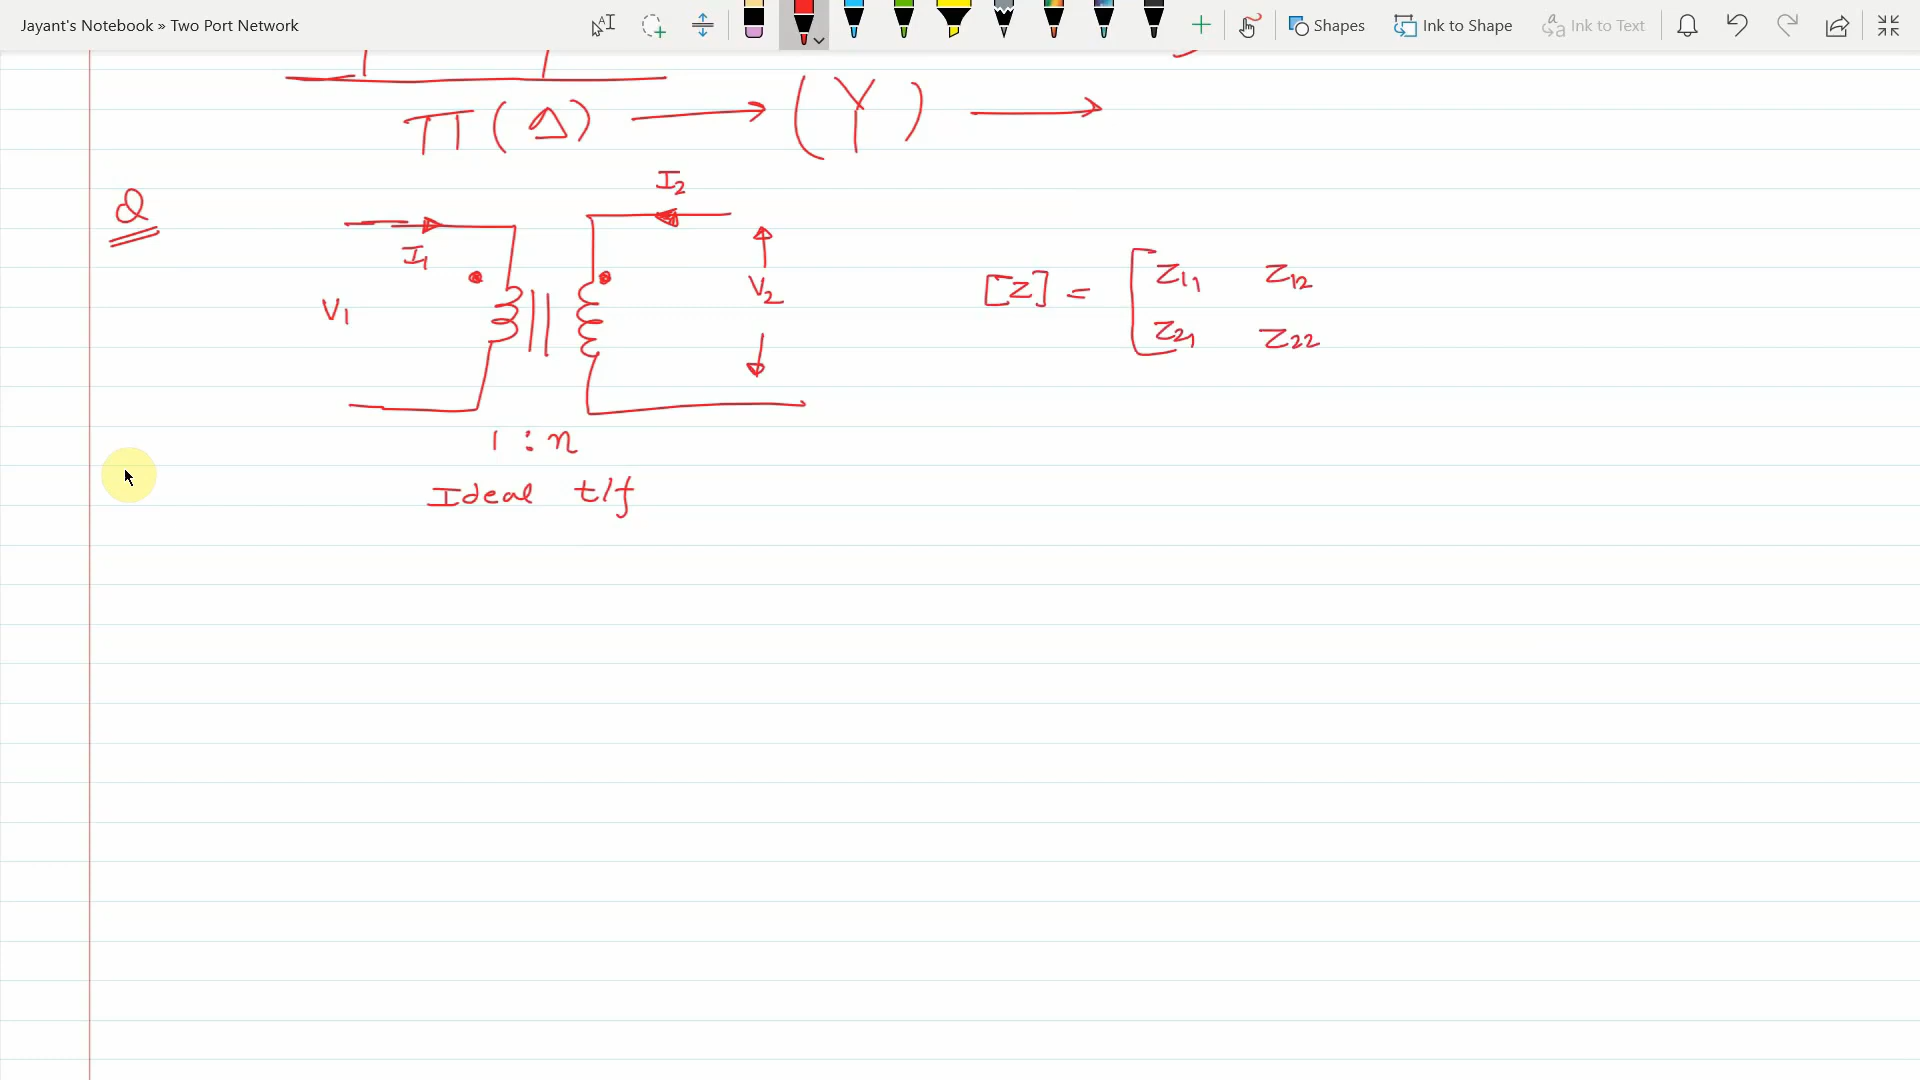 Jayant's Notebook » Two Port Network
Shapes
Ink to Shape
Ink to Text
π (Δ) → (Y) →
Q
I2
I1
V1
V2
[Z] = [ Z11 Z12
Z21 Z22
1 : n
Ideal t/f